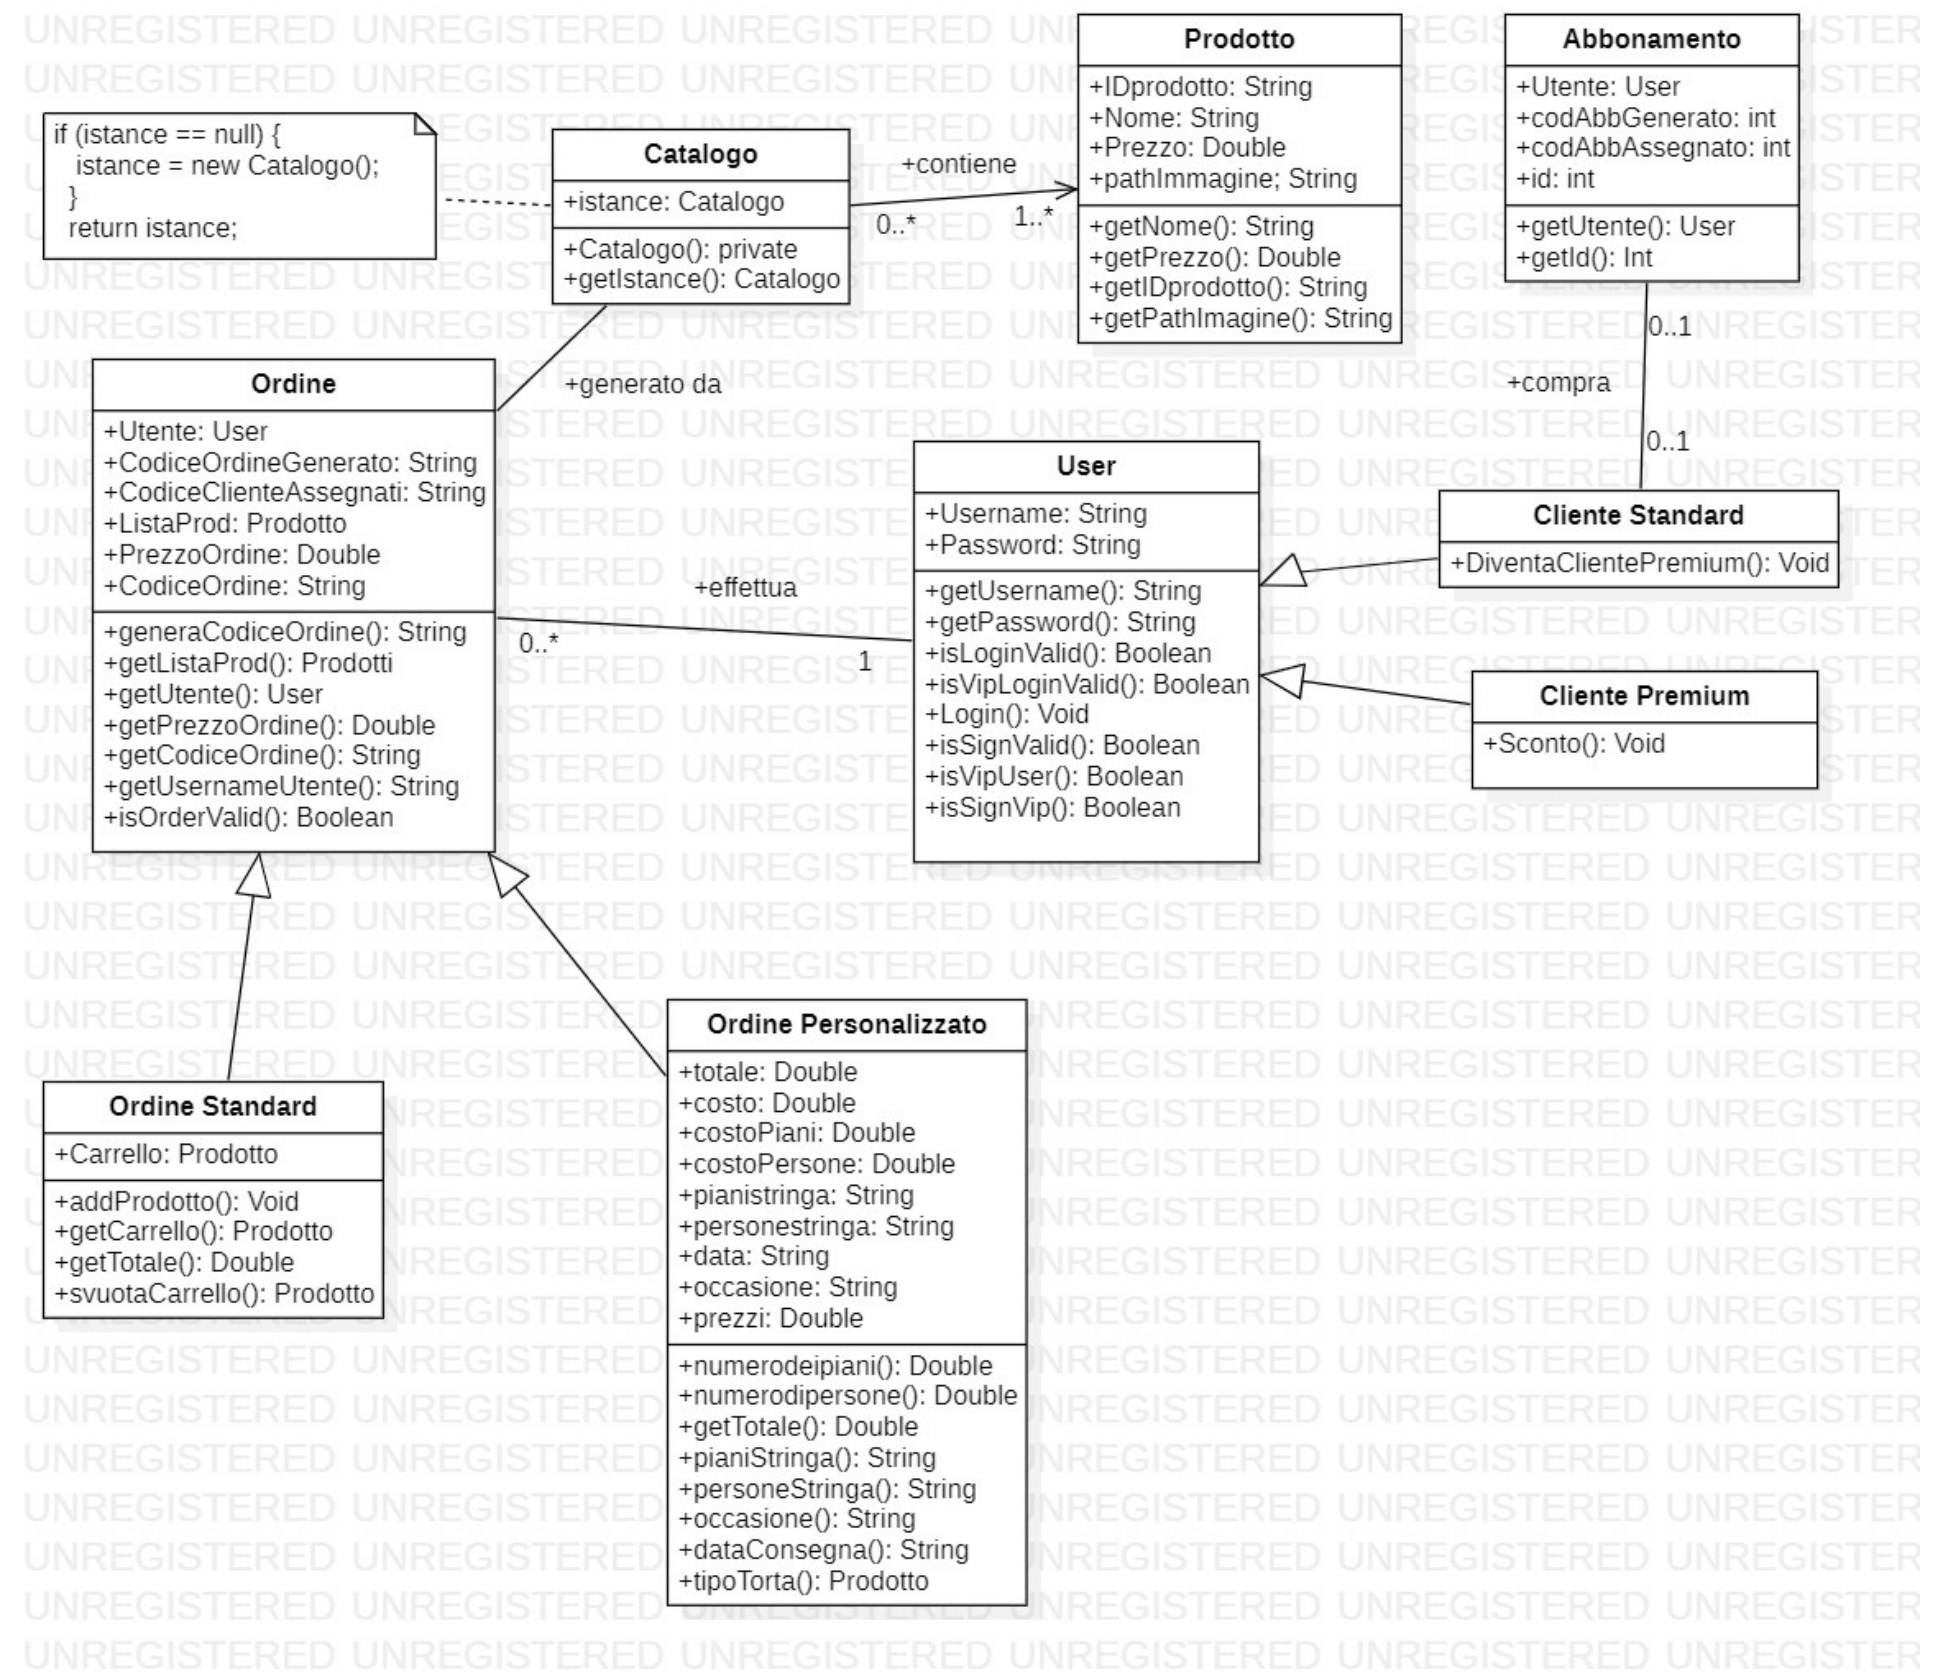 Prodotto
+IDprodotto: String
+Nome: String
+Prezzo: Double
+pathImmagine; String
+getNome(): String
+getPrezzo(): Double
+getIDprodotto(): String
+getPathImagine(): String
Abbonamento
+Utente: User
+codAbbGenerato: int
+codAbbAssegnato: int
+id: int
+getUtente(): User
+getId(): Int
if (istance == null) {
istance = new Catalogo();
}
return istance;
Catalogo
+istance: Catalogo
+Catalogo(): private
+getIstance(): Catalogo
+contiene
0..*
1..*
0..1
+compra
0..1
+generato da
Ordine
+Utente: User
+CodiceOrdineGenerato: String
+CodiceClienteAssegnati: String
+ListaProd: Prodotto
+PrezzoOrdine: Double
+CodiceOrdine: String
+generaCodiceOrdine(): String
+getListaProd(): Prodotti
+getUtente(): User
+getPrezzoOrdine(): Double
+getCodiceOrdine(): String
+getUsernameUtente(): String
+isOrderValid(): Boolean
+effettua
0..*
1
User
+Username: String
+Password: String
+getUsername(): String
+getPassword(): String
+isLoginValid(): Boolean
+isVipLoginValid(): Boolean
+Login(): Void
+isSignValid(): Boolean
+isVipUser(): Boolean
+isSignVip(): Boolean
Cliente Standard
+DiventaClientePremium(): Void
Cliente Premium
+Sconto(): Void
Ordine Standard
+Carrello: Prodotto
+addProdotto(): Void
+getCarrello(): Prodotto
+getTotale(): Double
+svuotaCarrello(): Prodotto
Ordine Personalizzato
+totale: Double
+costo: Double
+costoPiani: Double
+costoPersone: Double
+pianistringa: String
+personestringa: String
+data: String
+occasione: String
+prezzi: Double
+numerodeipiani(): Double
+numerodipersone(): Double
+getTotale(): Double
+pianiStringa(): String
+personeStringa(): String
+occasione(): String
+dataConsegna(): String
+tipoTorta(): Prodotto
UNREGISTERED